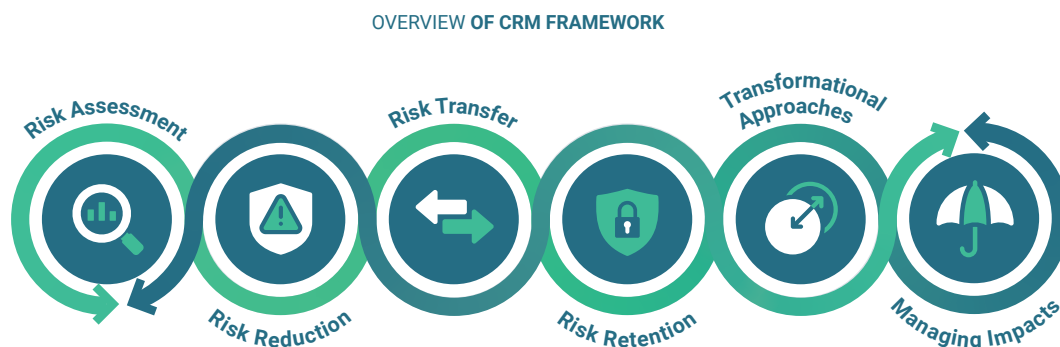 OVERVIEW OF CRM FRAMEWORK
Risk Assessment
Risk Reduction
Risk Transfer
Risk Retention
Transformational
Approaches
Managing Impacts